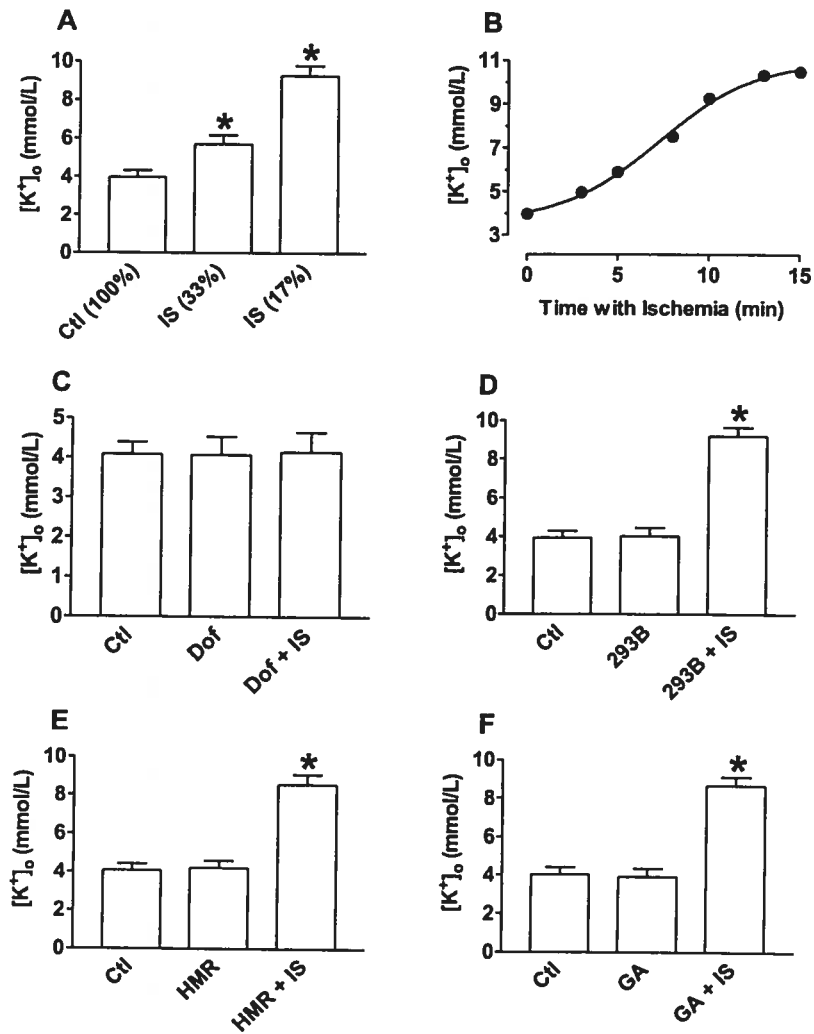 A
[K⁺]ₒ (mmol/L)
10
8
6
4
2
0
*
*
Ctl (100%)
IS (33%)
IS (17%)
B
[K⁺]ₒ (mmol/L)
11
9
7
5
3
0
5
10
15
Time with Ischemia (min)
C
[K⁺]ₒ (mmol/L)
5
4
3
2
1
0
Ctl
Dof
Dof + IS
D
[K⁺]ₒ (mmol/L)
10
8
6
4
2
0
*
Ctl
293B
293B + IS
E
[K⁺]ₒ (mmol/L)
10
8
6
4
2
0
*
Ctl
HMR
HMR + IS
F
[K⁺]ₒ (mmol/L)
10
8
6
4
2
0
*
Ctl
GA
GA + IS